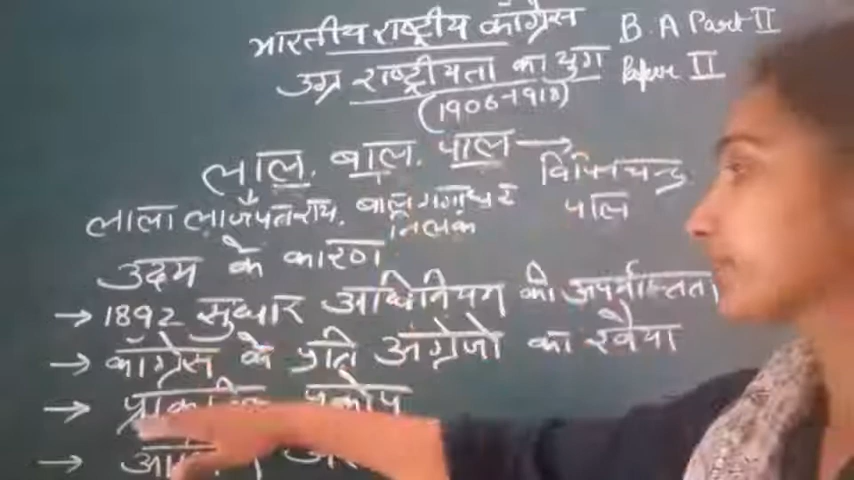 भारतीय राष्ट्रीय कांग्रेस B.A Part II
उग्र राष्ट्रीयता का युग Paper II
(1906-1918)
लाल. बाल. पाल →
लाला लाजपतराय. बालगंगाधर तिलक
विपिनचन्द्र पाल
उदय के कारण
→ 1892 सुधार अधिनियम की अपर्याप्तता
→ कांग्रेस के प्रति अंग्रेजो का रवैया
→ प्रकोप
→